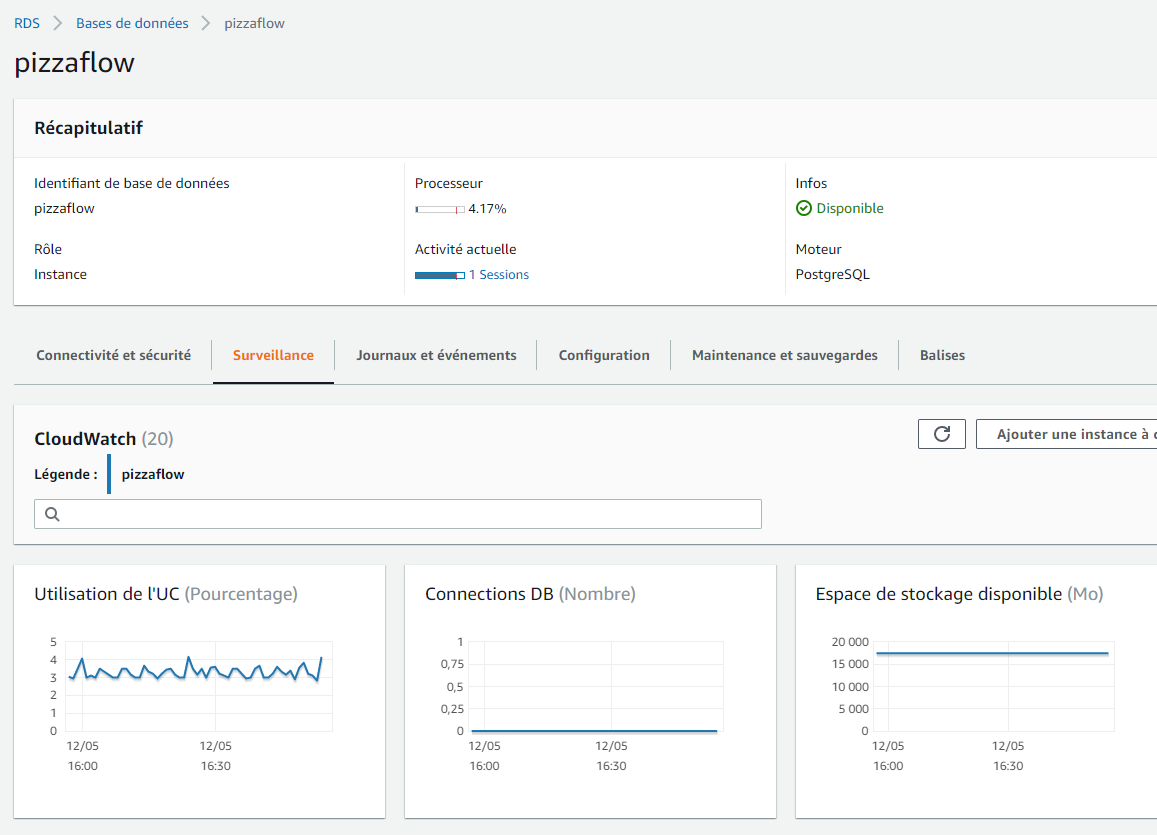 RDS > Bases de données > pizzaflow
pizzaflow
Récapitulatif
Identifiant de base de données
pizzaflow
Processeur
4.17%
Infos
Disponible
Rôle
Instance
Activité actuelle
1 Sessions
Moteur
PostgreSQL
Connectivité et sécurité
Surveillance
Journaux et événements
Configuration
Maintenance et sauvegardes
Balises
CloudWatch (20)
Ajouter une instance à
Légende :
pizzaflow
Utilisation de l'UC (Pourcentage)
5
4
3
2
1
0
12/05
16:00
12/05
16:30
Connections DB (Nombre)
1
0,75
0,5
0,25
0
12/05
16:00
12/05
16:30
Espace de stockage disponible (Mo)
20 000
15 000
10 000
5 000
0
12/05
16:00
12/05
16:30